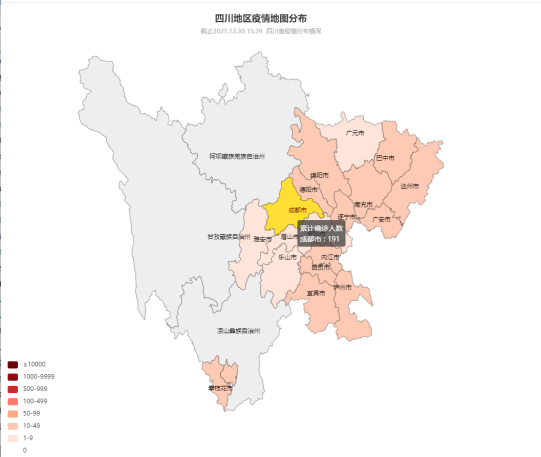 四川地区疫情地图分布
截止2021.12.30 15:39 四川地区疫情分布情况
广元市
阿坝藏族羌族自治州
巴中市
绵阳市
达州市
德阳市
南充市
成都市
遂宁市
广安市
累计确诊人数
成都市 : 191
甘孜藏族自治州
雅安市
眉山
乐山市
内江市
自贡市
泸州市
宜宾市
凉山彝族自治州
攀枝花市
≥10000
1000-9999
500-999
100-499
50-99
10-49
1-9
0